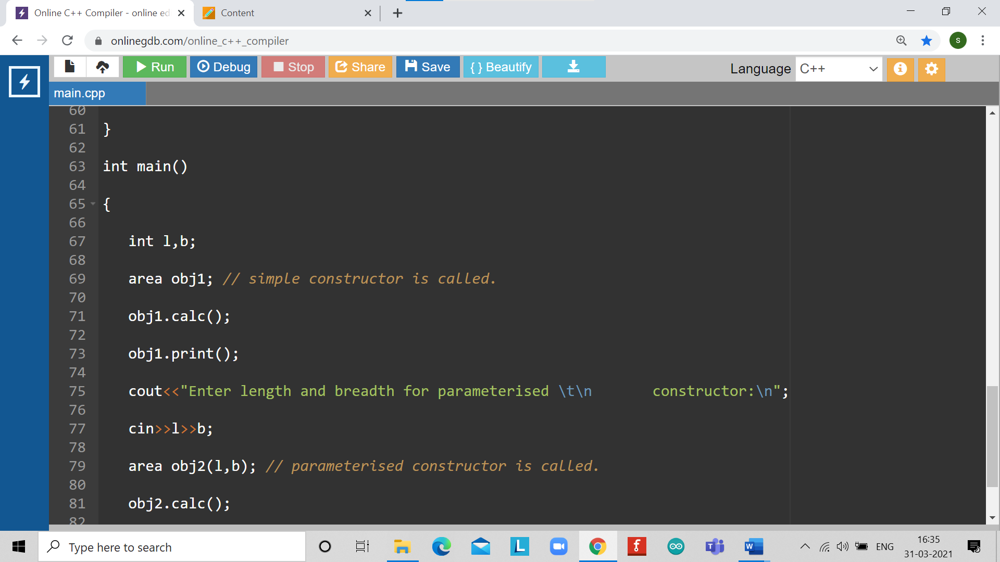 Online C++ Compiler - online ed
Content
onlinegdb.com/online_c++_compiler
S
Run
Debug
Stop
Share
Save
{ } Beautify
Language
C++
main.cpp
60
61 }
62
63 int main()
64
65 {
66
67 int l,b;
68
69 area obj1; // simple constructor is called.
70
71 obj1.calc();
72
73 obj1.print();
74
75 cout<<"Enter length and breadth for parameterised \t\n constructor:\n";
76
77 cin>>l>>b;
78
79 area obj2(l,b); // parameterised constructor is called.
80
81 obj2.calc();
82
Type here to search
L
f
T
W
ENG
16:35
31-03-2021